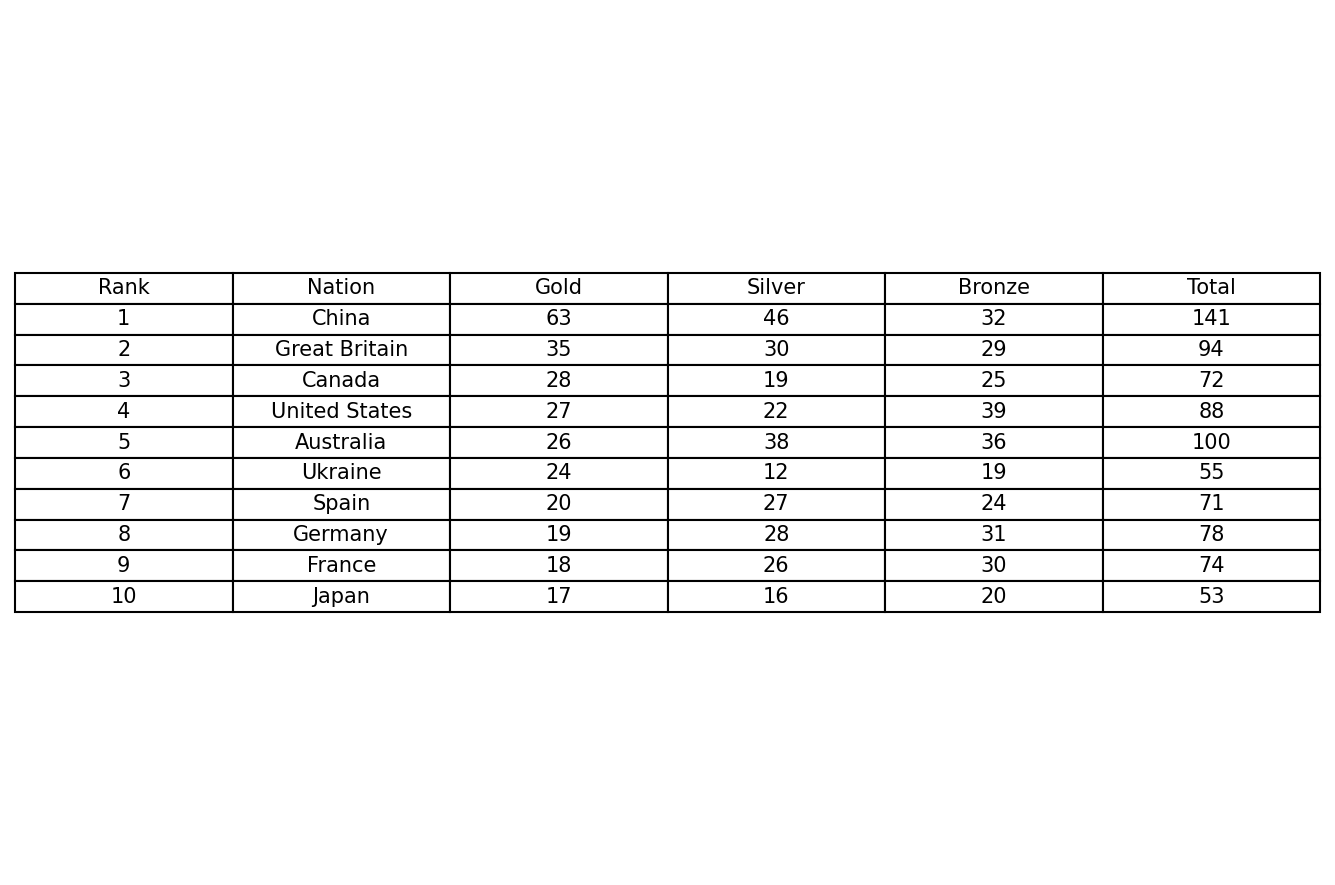 Rank Nation Gold Silver Bronze Total
1 China 63 46 32 141
2 Great Britain 35 30 29 94
3 Canada 28 19 25 72
4 United States 27 22 39 88
5 Australia 26 38 36 100
6 Ukraine 24 12 19 55
7 Spain 20 27 24 71
8 Germany 19 28 31 78
9 France 18 26 30 74
10 Japan 17 16 20 53